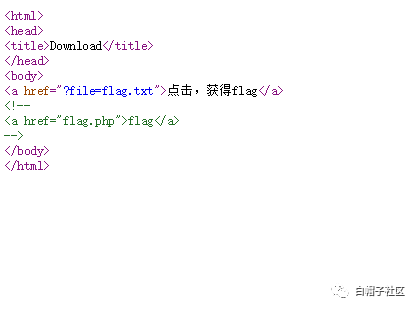 <html>
<head>
<title>Download</title>
</head>
<body>
<a href="?file=flag.txt">点击，获得flag</a>
<!--
<a href="flag.php">flag</a>
-->
</body>
</html>
白帽子社区